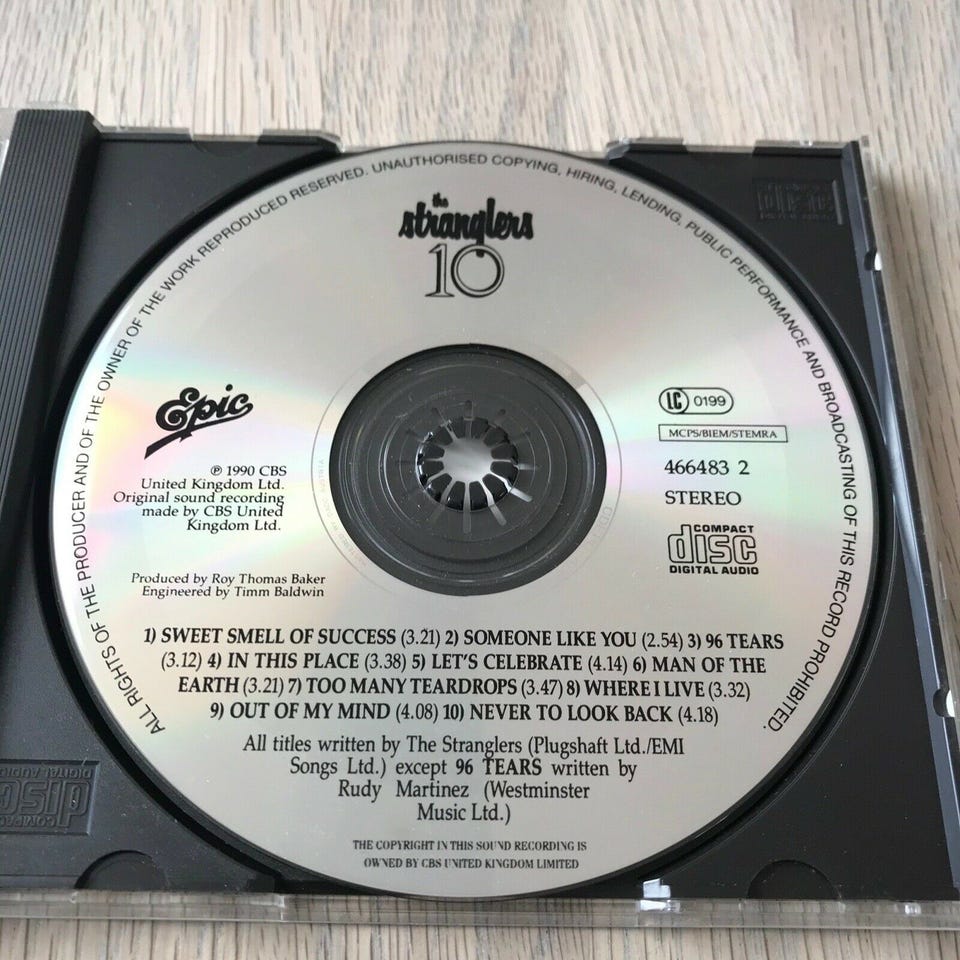 ALL RIGHTS OF THE PRODUCER AND OF THE OWNER OF THE WORK REPRODUCED RESERVED. UNAUTHORISED COPYING, HIRING, LENDING, PUBLIC PERFORMANCE AND BROADCASTING OF THIS RECORD PROHIBITED.
the
stranglers
10
Epic
℗ 1990 CBS
United Kingdom Ltd.
Original sound recording
made by CBS United
Kingdom Ltd.
LC 0199
MCPS/BIEM/STEMRA
466483 2
STEREO
COMPACT
disc
DIGITAL AUDIO
Produced by Roy Thomas Baker
Engineered by Timm Baldwin
1) SWEET SMELL OF SUCCESS (3.21) 2) SOMEONE LIKE YOU (2.54) 3) 96 TEARS
(3.12) 4) IN THIS PLACE (3.38) 5) LET'S CELEBRATE (4.14) 6) MAN OF THE
EARTH (3.21) 7) TOO MANY TEARDROPS (3.47) 8) WHERE I LIVE (3.32)
9) OUT OF MY MIND (4.08) 10) NEVER TO LOOK BACK (4.18)
All titles written by The Stranglers (Plugshaft Ltd./EMI
Songs Ltd.) except 96 TEARS written by
Rudy Martinez (Westminster
Music Ltd.)
THE COPYRIGHT IN THIS SOUND RECORDING IS
OWNED BY CBS UNITED KINGDOM LIMITED
disc
DIGITAL AUDIO
COMPACT
disc